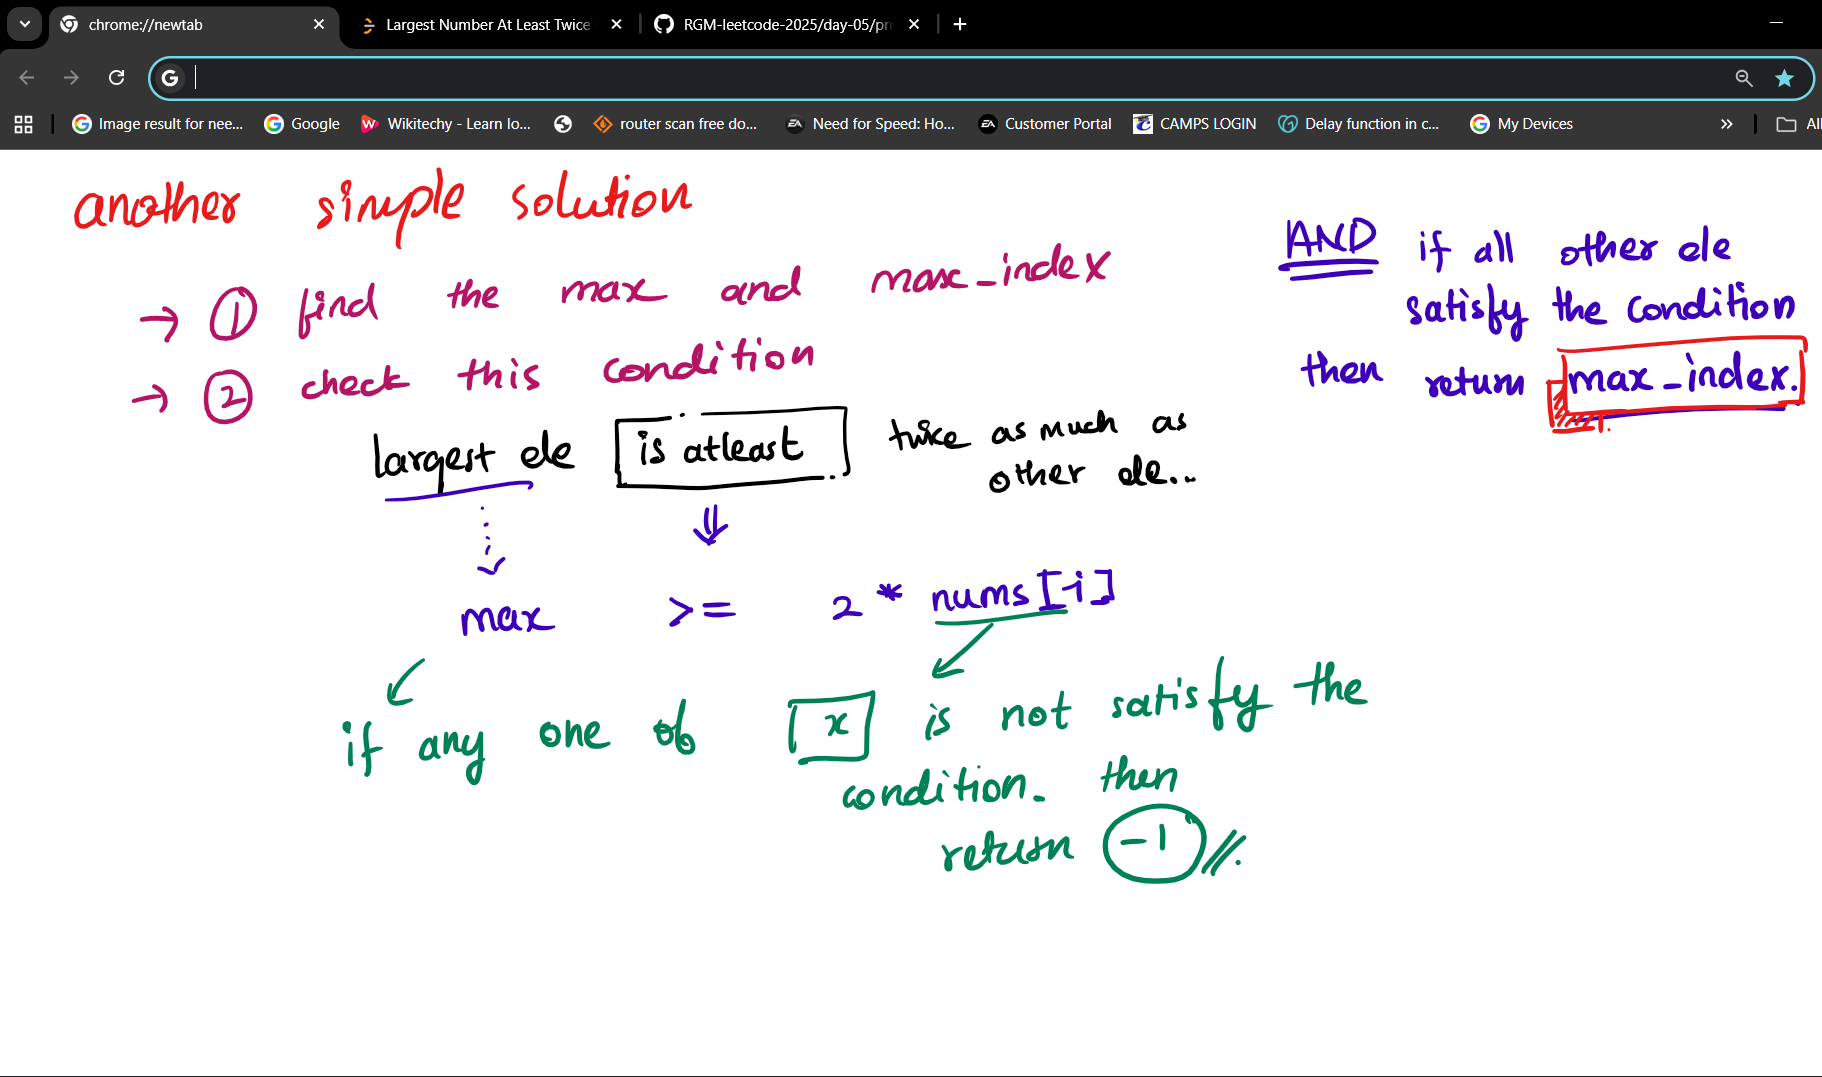 chrome://newtab
Largest Number At Least Twice
RGM-leetcode-2025/day-05/pr
Image result for nee...
Google
Wikitechy - Learn lo...
router scan free do...
Need for Speed: Ho...
Customer Portal
CAMPS LOGIN
Delay function in c...
My Devices
All
another simple solution
→ ① find the max and max_index
→ ② check this condition
largest ele is atleast twice as much as
other ele...
max >= 2 * nums[i]
if any one of x is not satisfy the
condition. then
return -1
AND if all other ele
satisfy the condition
then return max_index.